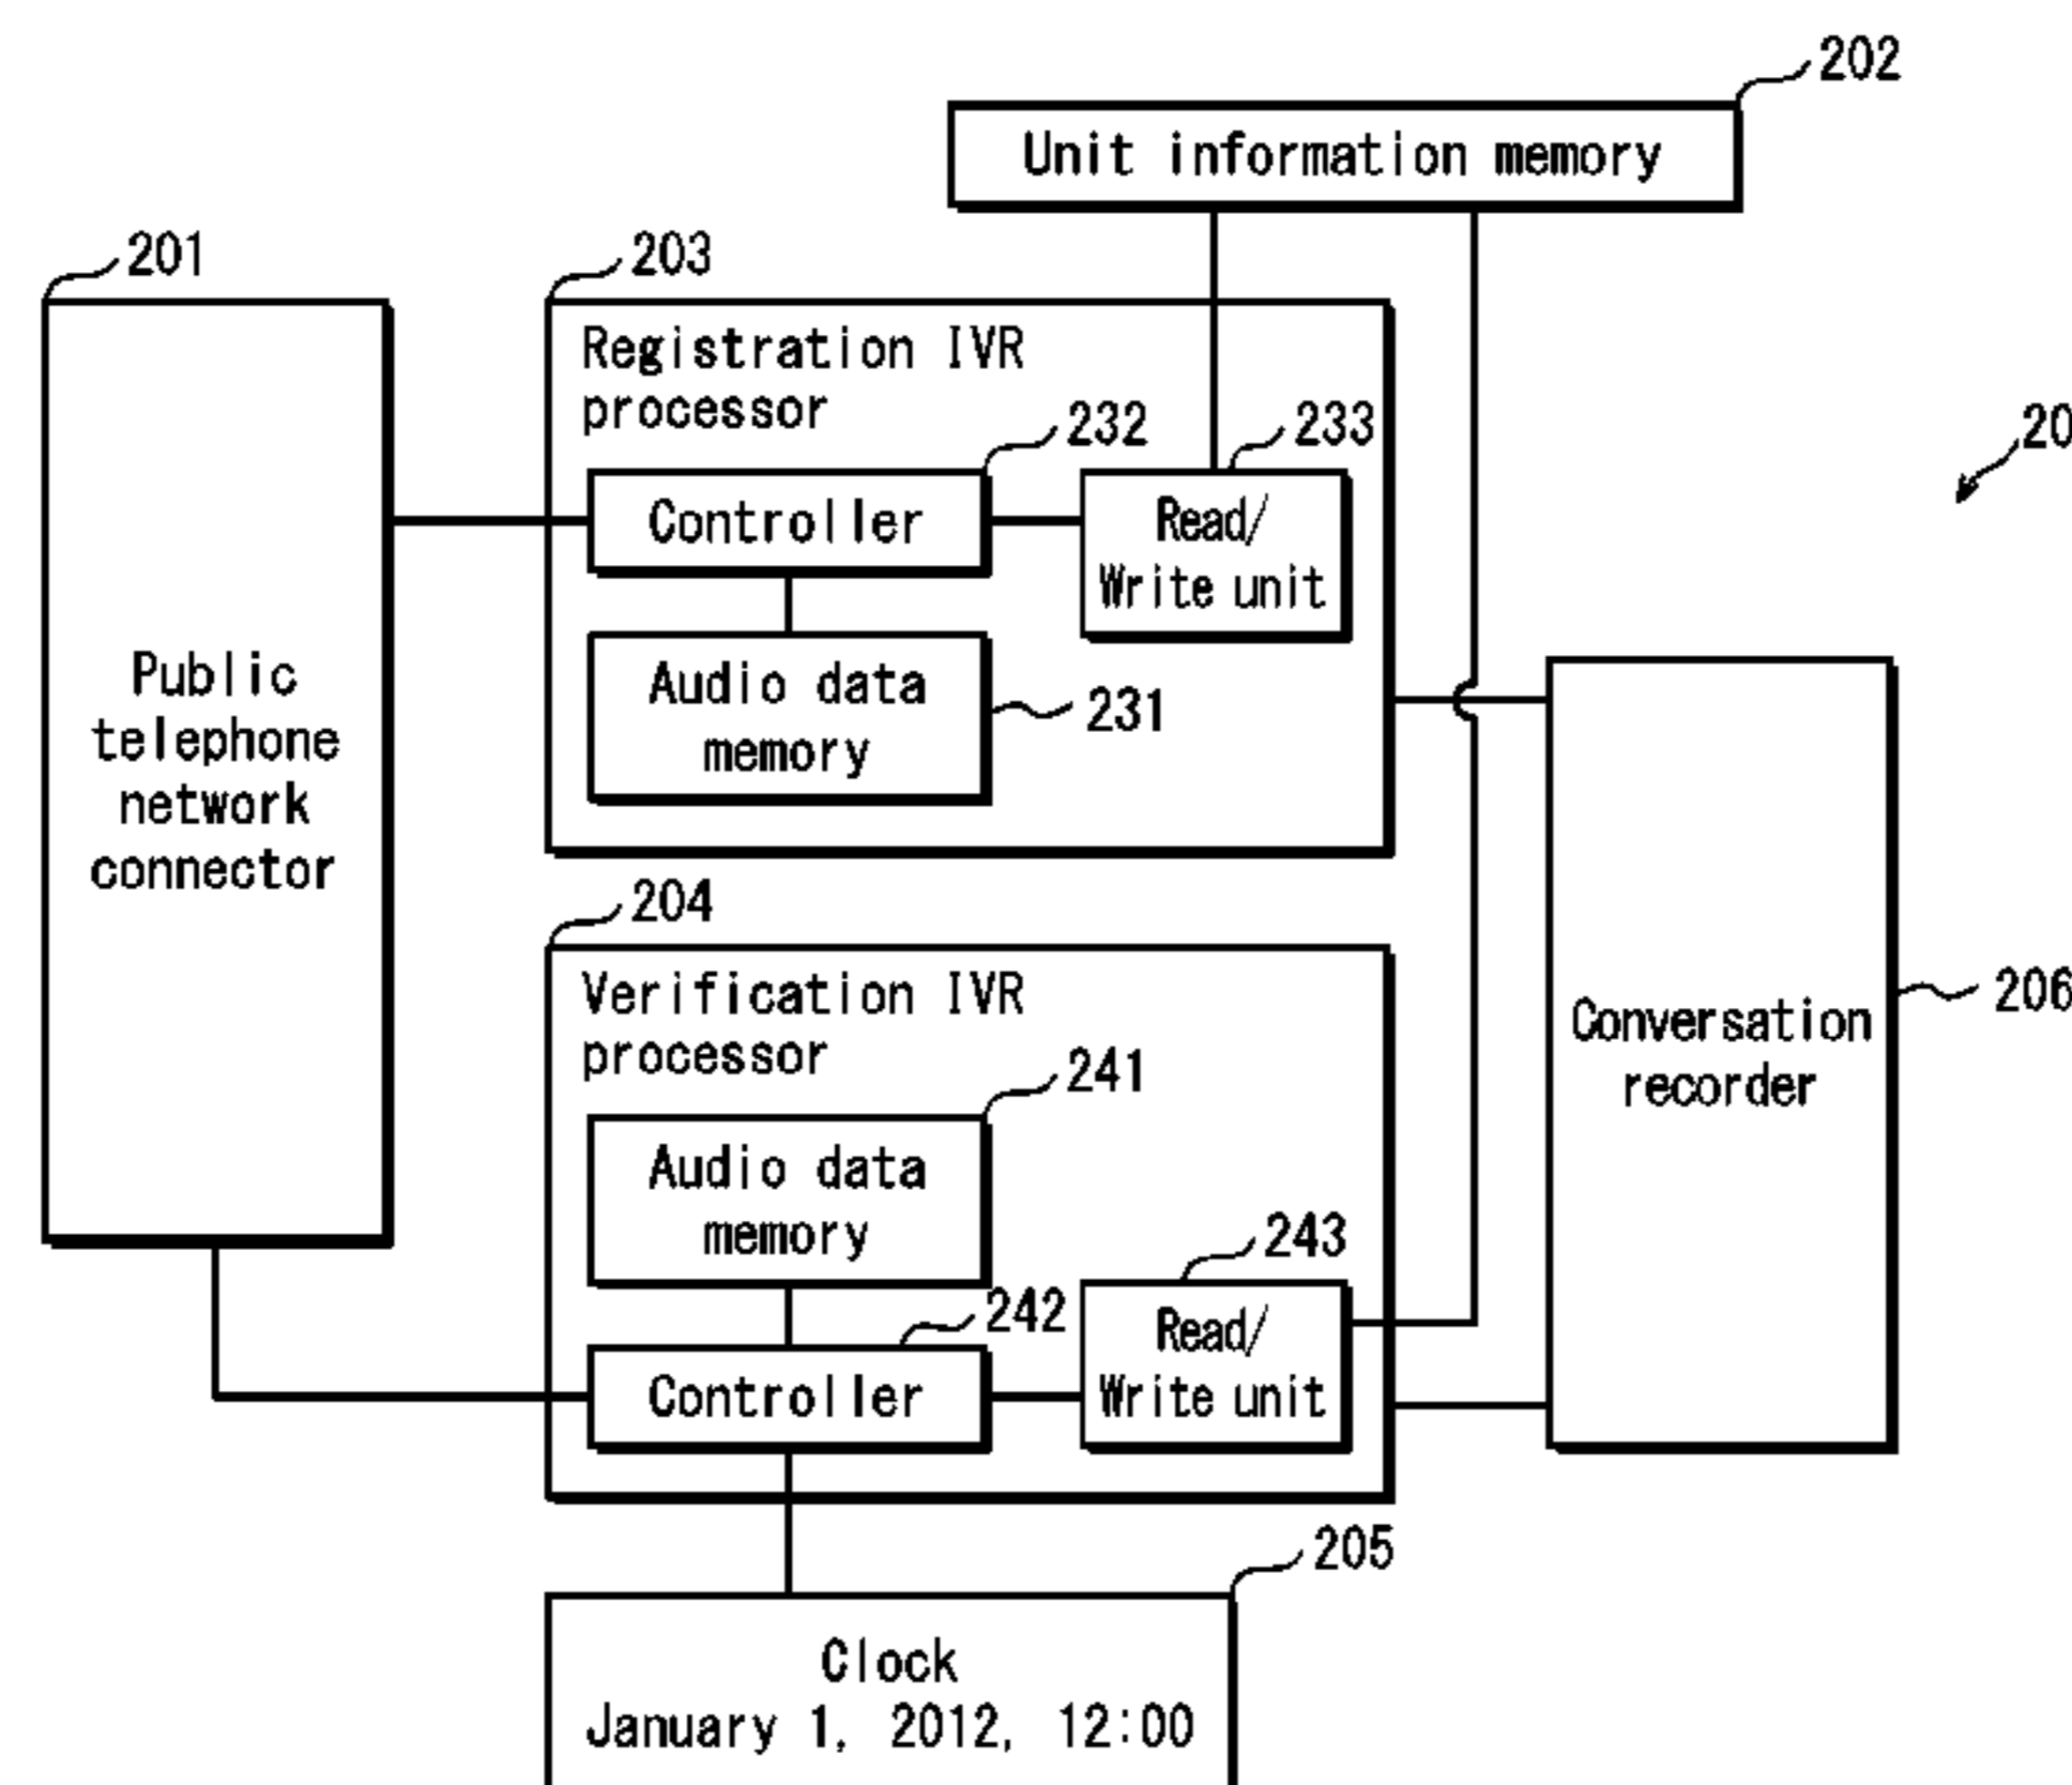 202
Unit information memory
201
203
Registration IVR
processor
232
233
20
Controller
Read/
Write unit
Public
telephone
network
connector
Audio data
memory
231
204
Verification IVR
processor
206
Conversation
recorder
241
Audio data
memory
243
242
Read/
Write unit
Controller
205
Clock
January 1, 2012, 12:00